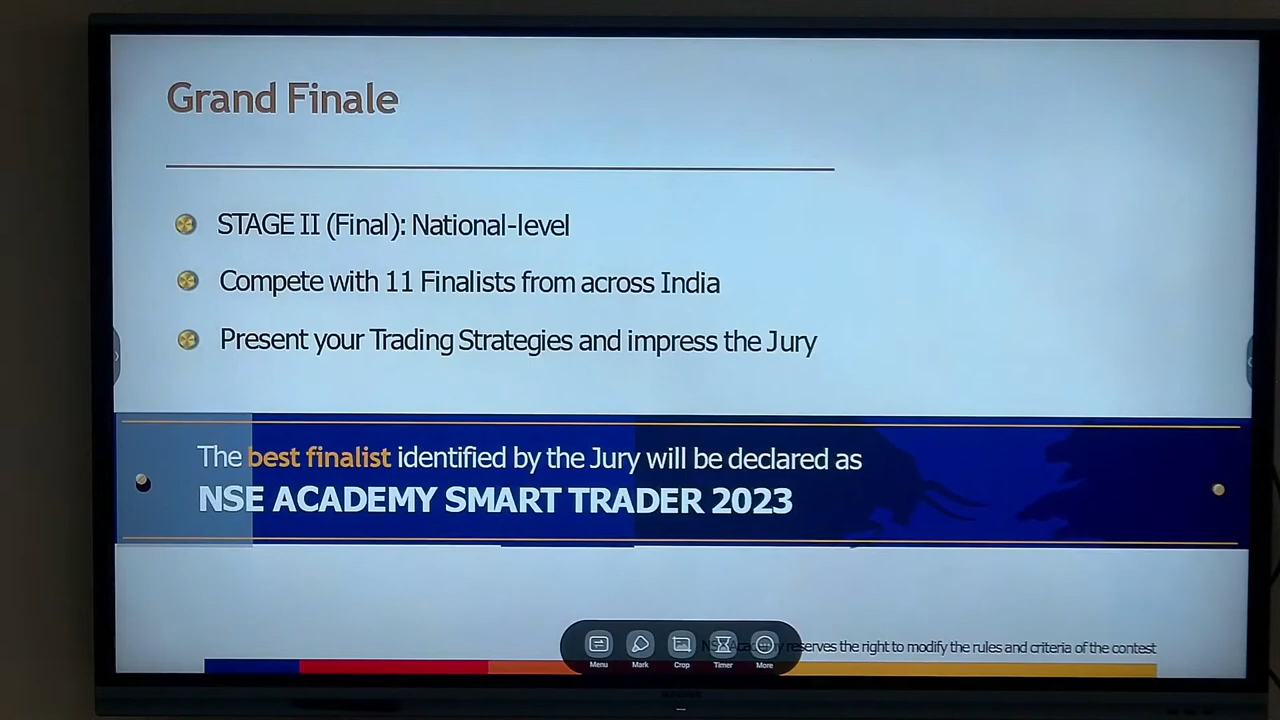 Grand Finale
STAGE II (Final): National-level
Compete with 11 Finalists from across India
Present your Trading Strategies and impress the Jury
The best finalist identified by the Jury will be declared as
NSE ACADEMY SMART TRADER 2023
NSE Academy reserves the right to modify the rules and criteria of the contest
Menu Mark Crop Timer More